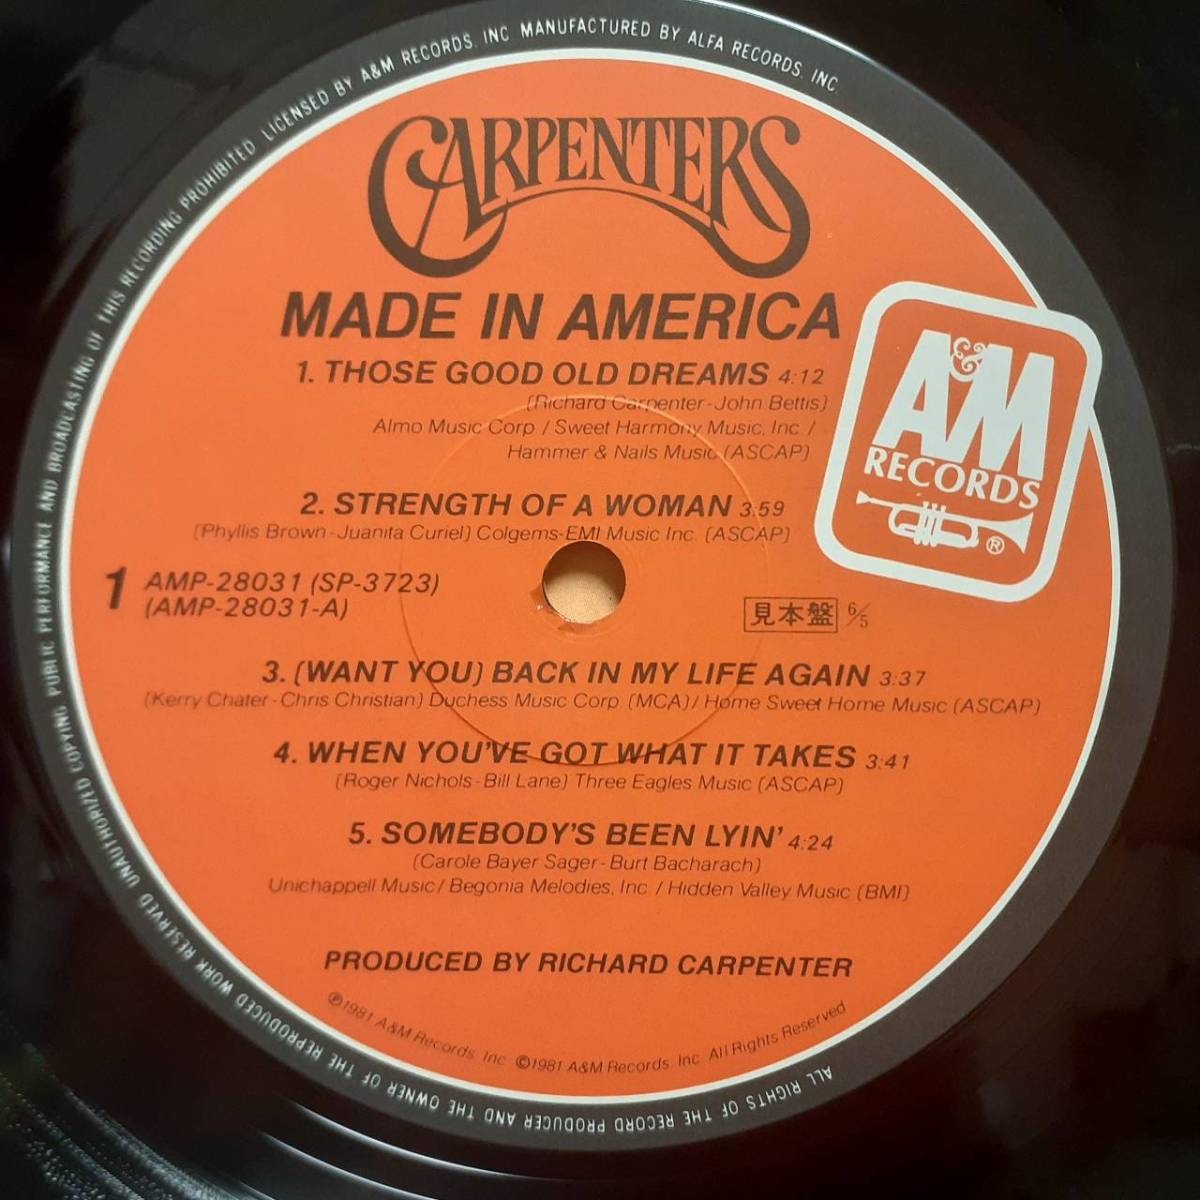 CARPENTERS
MADE IN AMERICA
1. THOSE GOOD OLD DREAMS 4:12
(Richard Carpenter-John Bettis)
Almo Music Corp. / Sweet Harmony Music, Inc. /
Hammer & Nails Music (ASCAP)
2. STRENGTH OF A WOMAN 3:59
(Phyllis Brown-Juanita Curiel) Colgems-EMI Music Inc. (ASCAP)
A&M
RECORDS
®
1 AMP-28031 (SP-3723)
(AMP-28031-A)
見本盤 6/5
3. (WANT YOU) BACK IN MY LIFE AGAIN 3:37
(Kerry Chater-Chris Christian) Duchess Music Corp. (MCA) / Home Sweet Home Music (ASCAP)
4. WHEN YOU'VE GOT WHAT IT TAKES 3:41
(Roger Nichols-Bill Lane) Three Eagles Music (ASCAP)
5. SOMEBODY'S BEEN LYIN' 4:24
(Carole Bayer Sager-Burt Bacharach)
Unichappell Music / Begonia Melodies, Inc. / Hidden Valley Music (BMI)
PRODUCED BY RICHARD CARPENTER
℗1981 A&M Records, Inc. ©1981 A&M Records, Inc. All Rights Reserved
ALL RIGHTS OF THE RECORD PRODUCER AND THE OWNER OF THE REPRODUCED WORK RESERVED UNAUTHORIZED COPYING PUBLIC PERFORMANCE AND BROADCASTING OF THIS RECORDING PROHIBITED. LICENSED BY A&M RECORDS. INC MANUFACTURED BY ALFA RECORDS, INC.